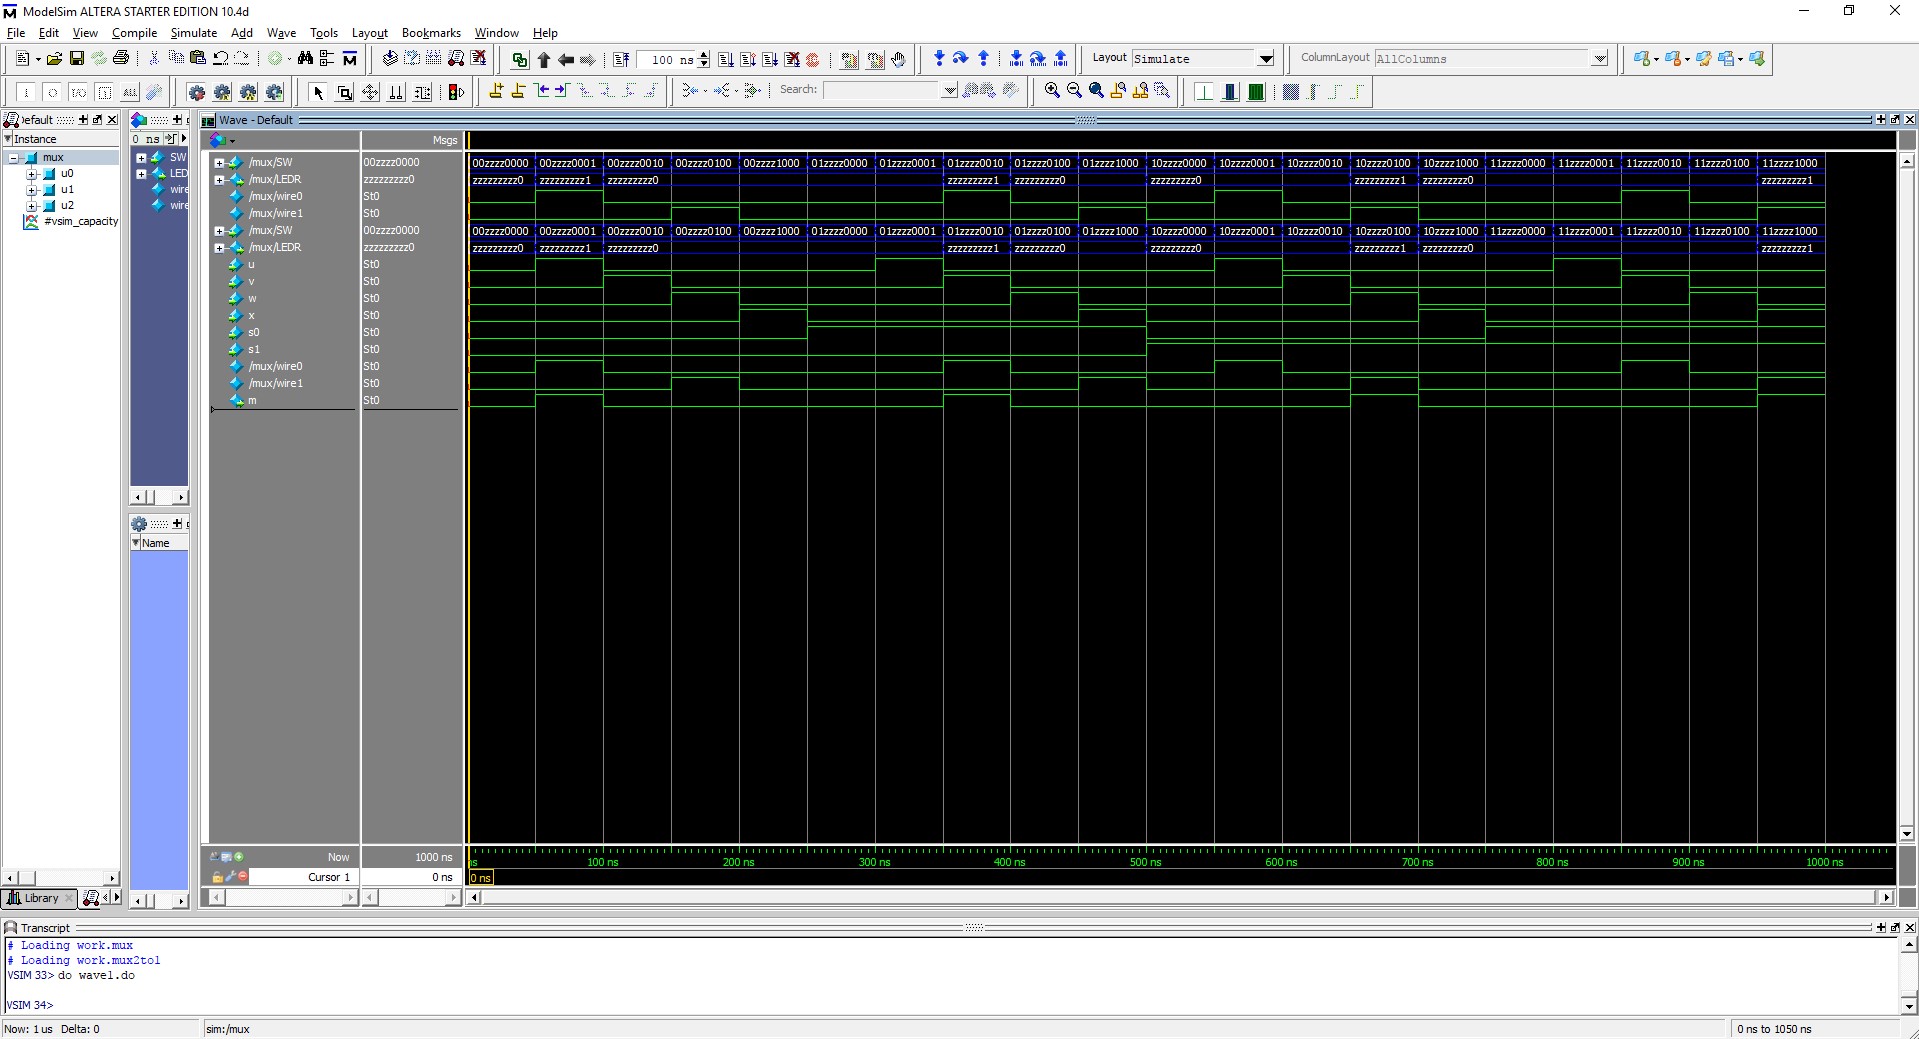 ModelSim ALTERA STARTER EDITION 10.4d
File Edit View Compile Simulate Add Wave Tools Layout Bookmarks Window Help
100 ns Layout Simulate ColumnLayout AllColumns
Search:
Default
Instance
mux
u0
u1
u2
#vsim_capacity
Library
0 ns
SW
LED
wire
wire
Name
Wave - Default
Msgs
/mux/SW 00zzzz0000 00zzzz0000 00zzzz0001 00zzzz0010 00zzzz0100 00zzzz1000 01zzzz0000 01zzzz0001 01zzzz0010 01zzzz0100 01zzzz1000 10zzzz0000 10zzzz0001 10zzzz0010 10zzzz0100 10zzzz1000 11zzzz0000 11zzzz0001 11zzzz0010 11zzzz0100 11zzzz1000
/mux/LEDR zzzzzzzzz0 zzzzzzzzz0 zzzzzzzzz1 zzzzzzzzz0 zzzzzzzzz1 zzzzzzzzz0 zzzzzzzzz0 zzzzzzzzz1 zzzzzzzzz0 zzzzzzzzz1
/mux/wire0 St0
/mux/wire1 St0
/mux/SW 00zzzz0000 00zzzz0000 00zzzz0001 00zzzz0010 00zzzz0100 00zzzz1000 01zzzz0000 01zzzz0001 01zzzz0010 01zzzz0100 01zzzz1000 10zzzz0000 10zzzz0001 10zzzz0010 10zzzz0100 10zzzz1000 11zzzz0000 11zzzz0001 11zzzz0010 11zzzz0100 11zzzz1000
/mux/LEDR zzzzzzzzz0 zzzzzzzzz0 zzzzzzzzz1 zzzzzzzzz0 zzzzzzzzz1 zzzzzzzzz0 zzzzzzzzz0 zzzzzzzzz1 zzzzzzzzz0 zzzzzzzzz1
u St0
v St0
w St0
x St0
s0 St0
s1 St0
/mux/wire0 St0
/mux/wire1 St0
m St0
Now 1000 ns ns 100 ns 200 ns 300 ns 400 ns 500 ns 600 ns 700 ns 800 ns 900 ns 1000 ns
Cursor 1 0 ns 0 ns
Transcript
# Loading work.mux
# Loading work.mux2to1
VSIM 33> do wave1.do
VSIM 34>
Now: 1 us Delta: 0 sim:/mux 0 ns to 1050 ns